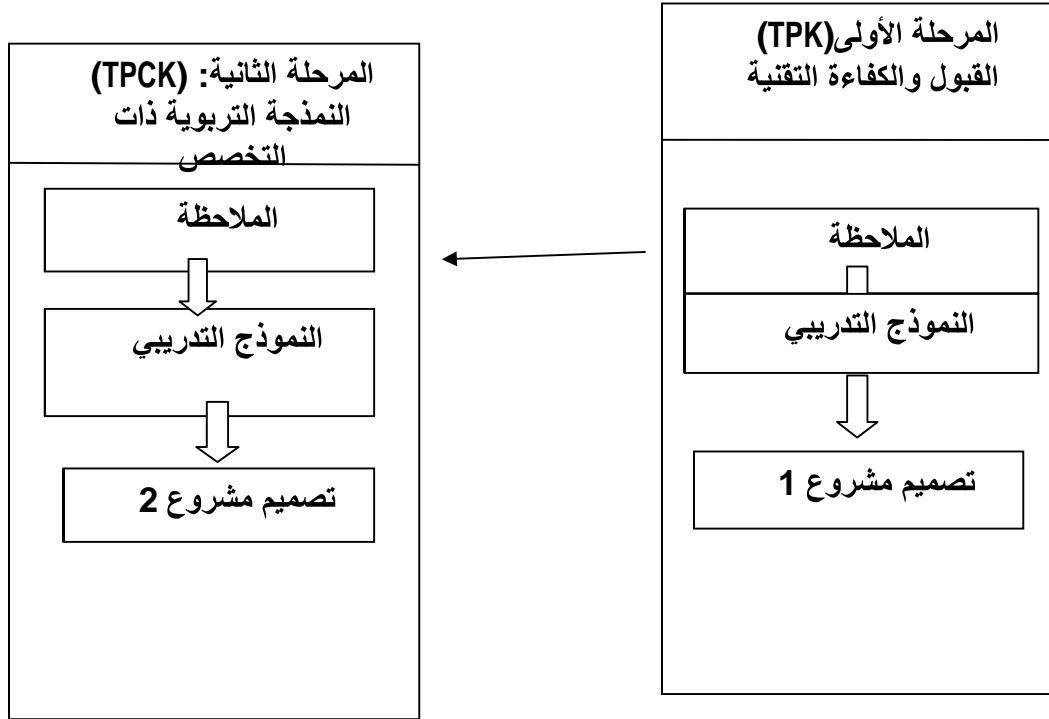 المرحلة الأولى(TPK)
القبول والكفاءة التقنية
الملاحظة
النموذج التدريبي
تصميم مشروع 1
المرحلة الثانية: (TPCK)
النمذجة التربوية ذات
التخصص
الملاحظة
النموذج التدريبي
تصميم مشروع 2